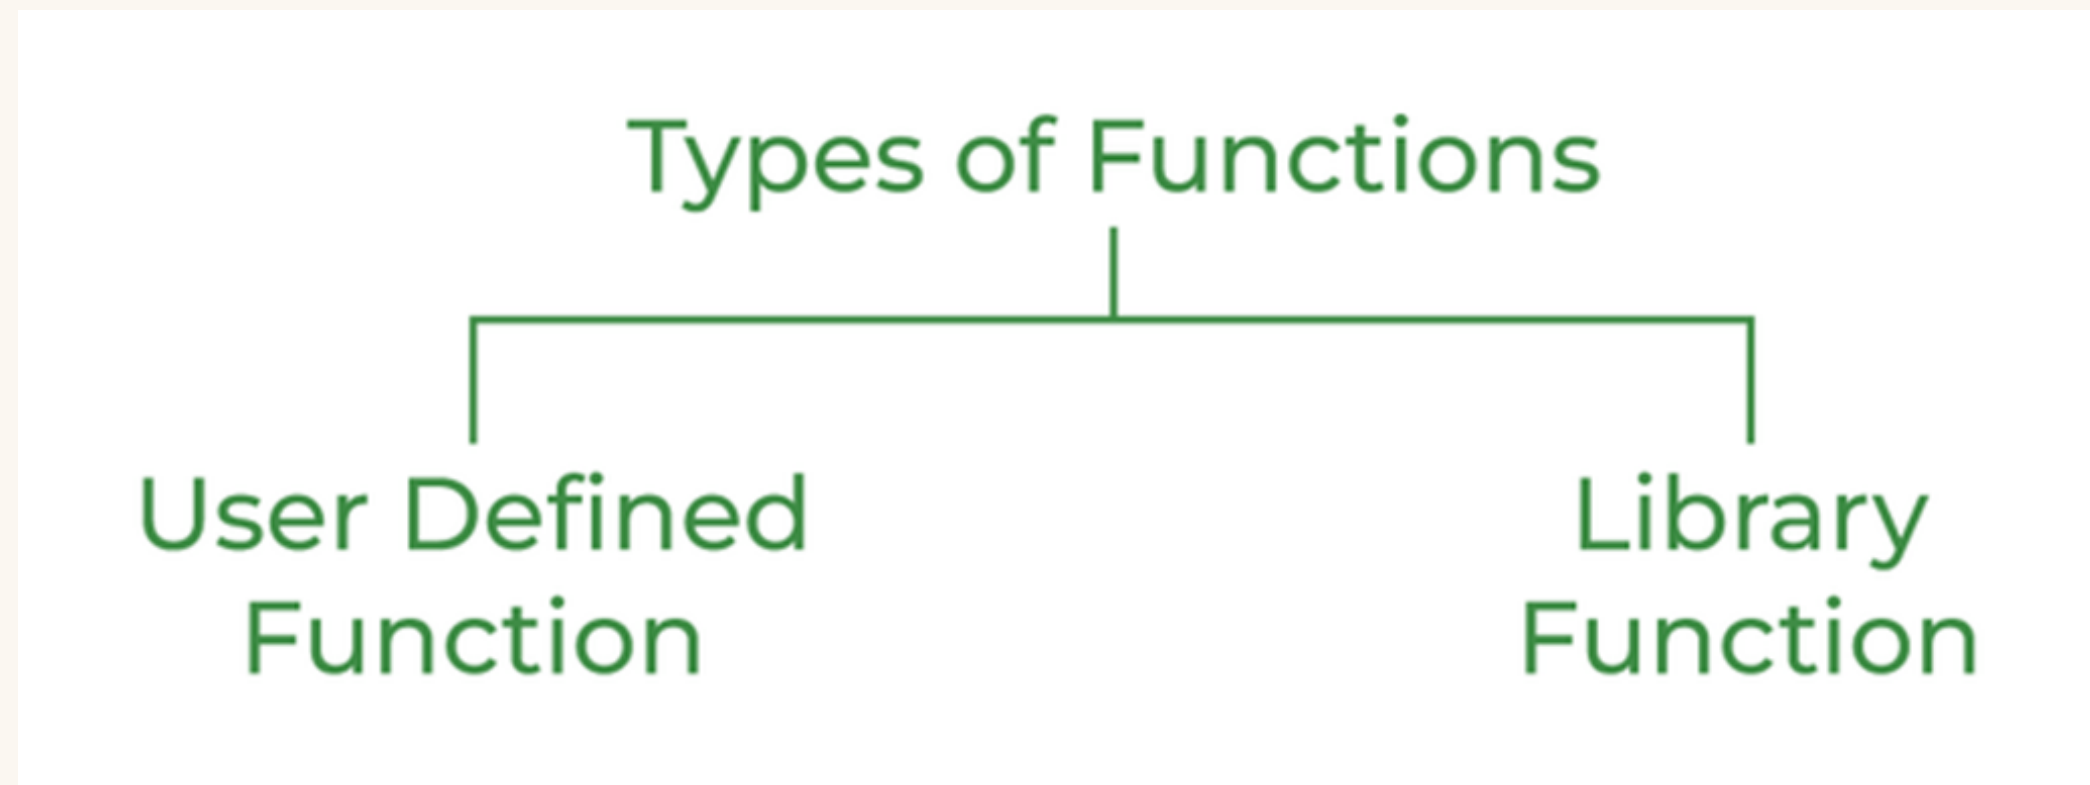 Types of Functions
User Defined
Function
Library
Function